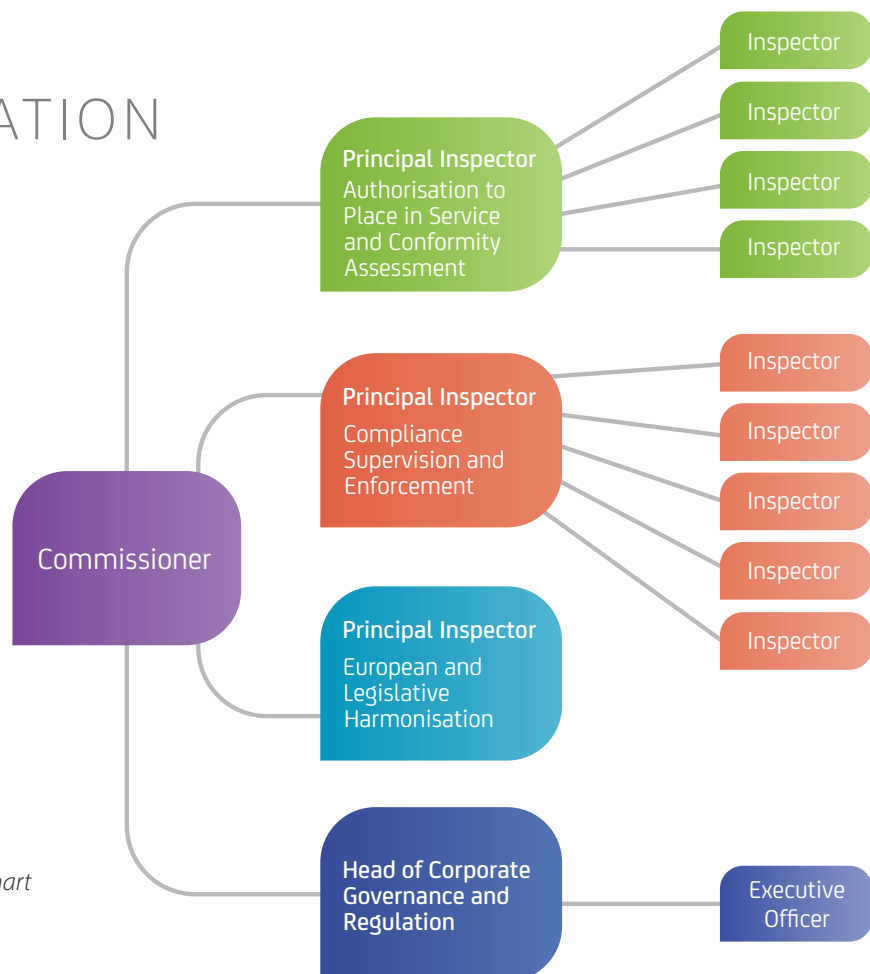 ATION
Commissioner
Principal Inspector
Authorisation to
Place in Service
and Conformity
Assessment
Inspector
Inspector
Inspector
Inspector
Principal Inspector
Compliance
Supervision and
Enforcement
Inspector
Inspector
Inspector
Inspector
Inspector
Principal Inspector
European and
Legislative
Harmonisation
Head of Corporate
Governance and
Regulation
Executive
Officer
art